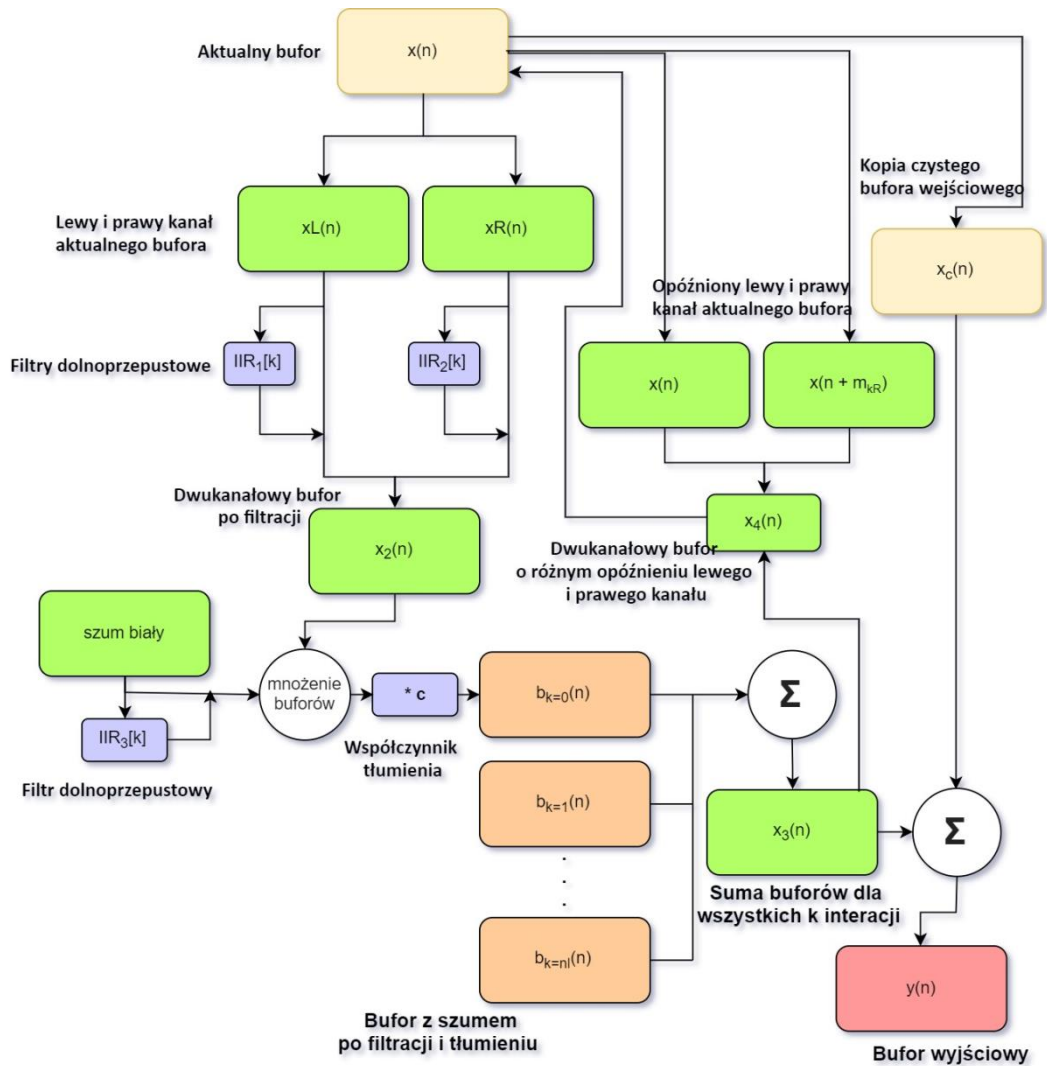 Aktualny bufor
x(n)
Kopia czystego
bufora wejściowego
Lewy i prawy kanał
aktualnego bufora
xL(n)
xR(n)
x_c(n)
Opóźniony lewy i prawy
kanał aktualnego bufora
Filtry dolnoprzepustowe
IIR₁[k]
IIR₂[k]
x(n)
x(n + m_kR)
Dwukanałowy bufor
po filtracji
x₂(n)
x₄(n)
Dwukanałowy bufor
o różnym opóźnieniu lewego
i prawego kanału
szum biały
mnożenie
buforów
* c
b_k=0(n)
Σ
IIR₃[k]
Filtr dolnoprzepustowy
Współczynnik
tłumienia
b_k=1(n)
x₃(n)
Σ
.
.
.
Suma buforów dla
wszystkich k interacji
b_k=nl(n)
y(n)
Bufor z szumem
po filtracji i tłumieniu
Bufor wyjściowy